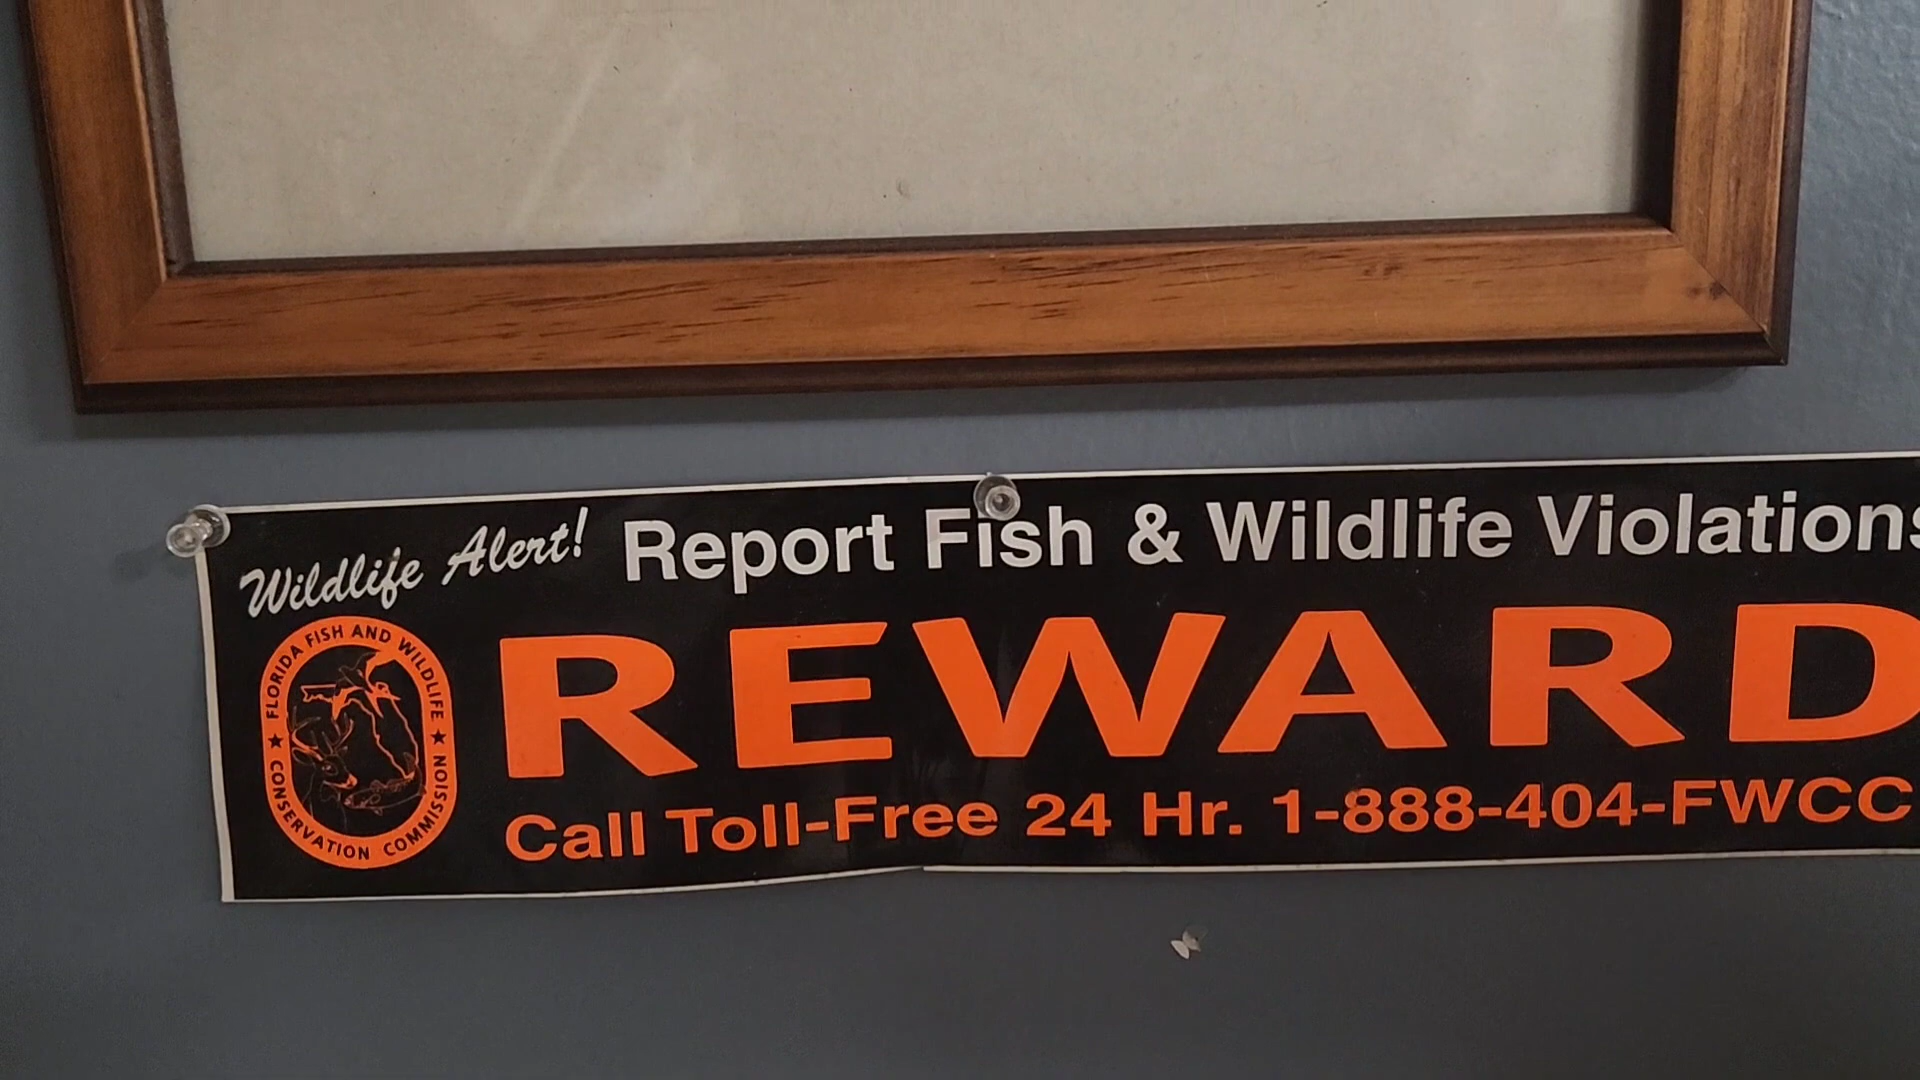 Wildlife Alert! Report Fish & Wildlife Violations
REWARD
Call Toll-Free 24 Hr. 1-888-404-FWCC
FLORIDA FISH AND WILDLIFE
CONSERVATION COMMISSION